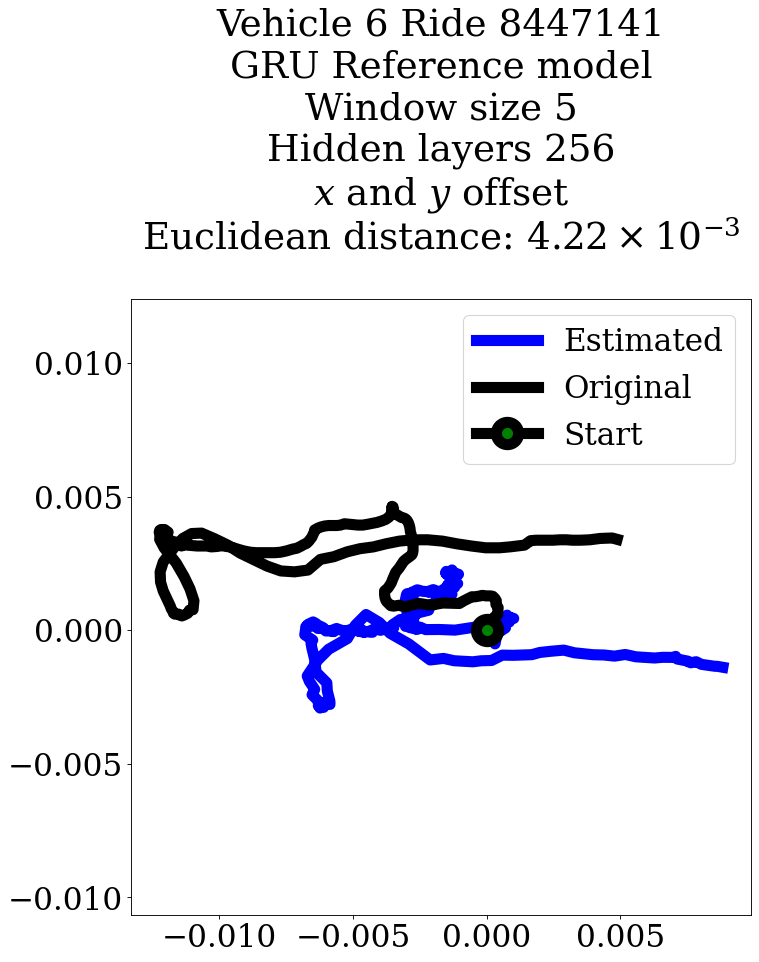 Vehicle 6 Ride 8447141
GRU Reference model
Window size 5
Hidden layers 256
x and y offset
Euclidean distance: 4.22 × 10⁻³
Estimated
Original
Start
0.010
0.005
0.000
−0.005
−0.010
−0.010 −0.005 0.000 0.005